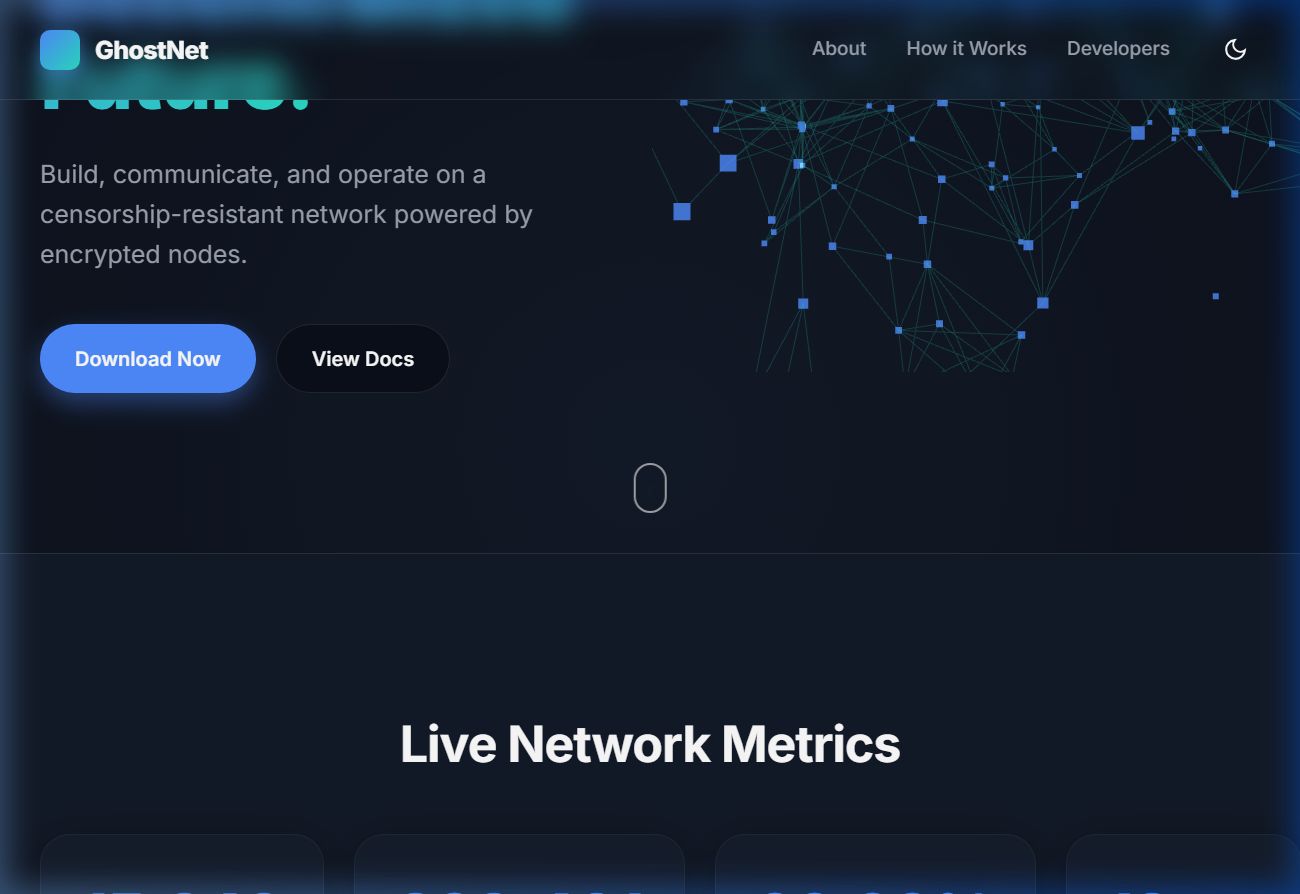 GhostNet
About
How it Works
Developers
Future.
Build, communicate, and operate on a
censorship-resistant network powered by
encrypted nodes.
Download Now
View Docs
Live Network Metrics